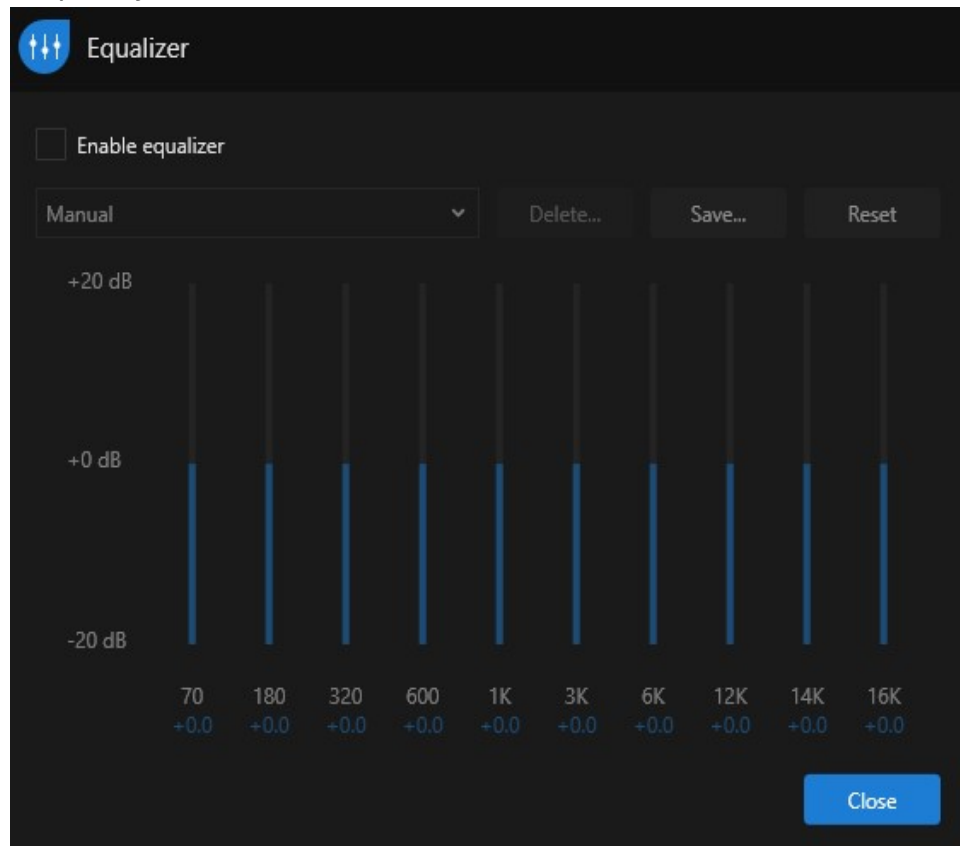 Equalizer
Enable equalizer
Manual Delete... Save... Reset
+20 dB
+0 dB
-20 dB
70 180 320 600 1K 3K 6K 12K 14K 16K
+0.0 +0.0 +0.0 +0.0 +0.0 +0.0 +0.0 +0.0 +0.0 +0.0
Close